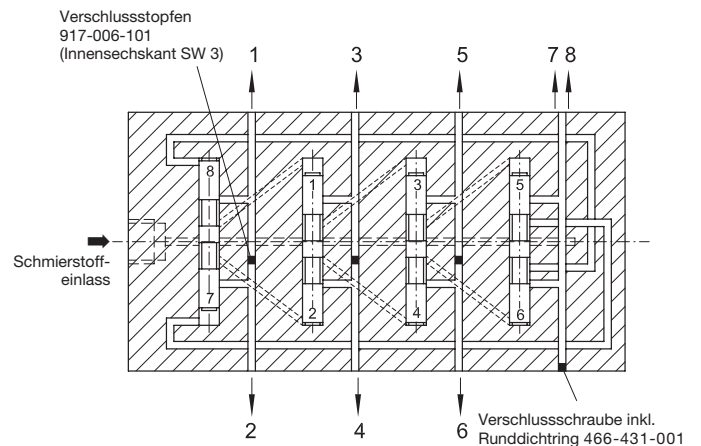 Verschlussstopfen
917-006-101
(Innensechskant SW 3)
1 3 5 7 8
8 1 3 5
Schmierstoff-
einlass
7 2 4 6
2 4 6
Verschlussschraube inkl.
Runddichtring 466-431-001